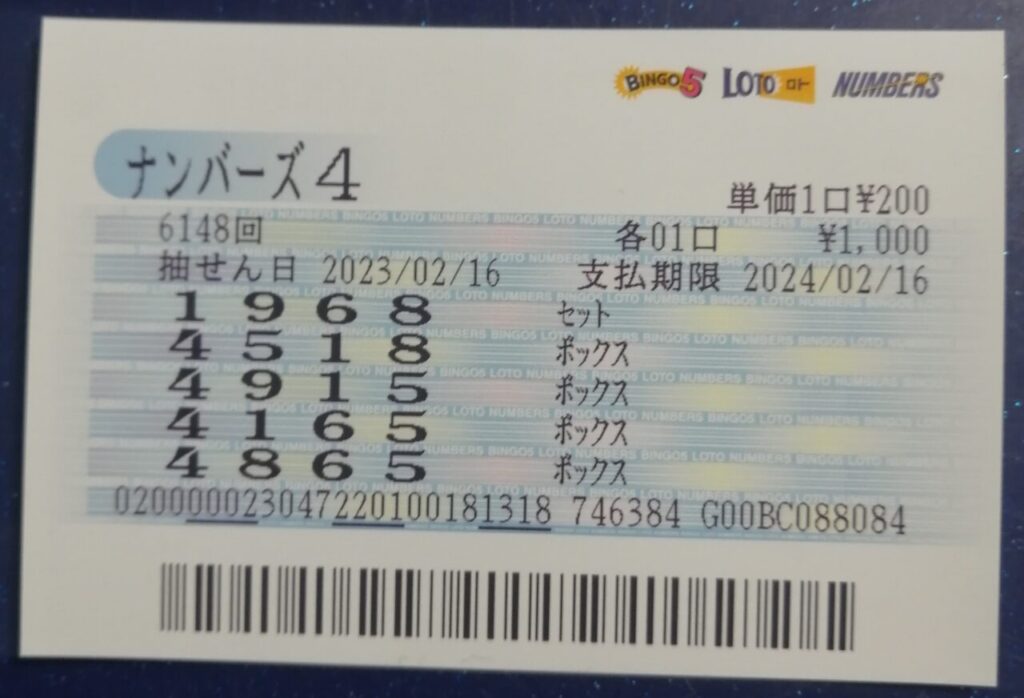 BINGO5 LOTO ロト NUMBERS
ナンバーズ4
単価1口¥200
6148回 各01口 ¥1,000
抽せん日 2023/02/16 支払期限 2024/02/16
1 9 6 8 セット
4 5 1 8 ボックス
4 9 1 5 ボックス
4 1 6 5 ボックス
4 8 6 5 ボックス
020000023047220100181318 746384 G00BC088084